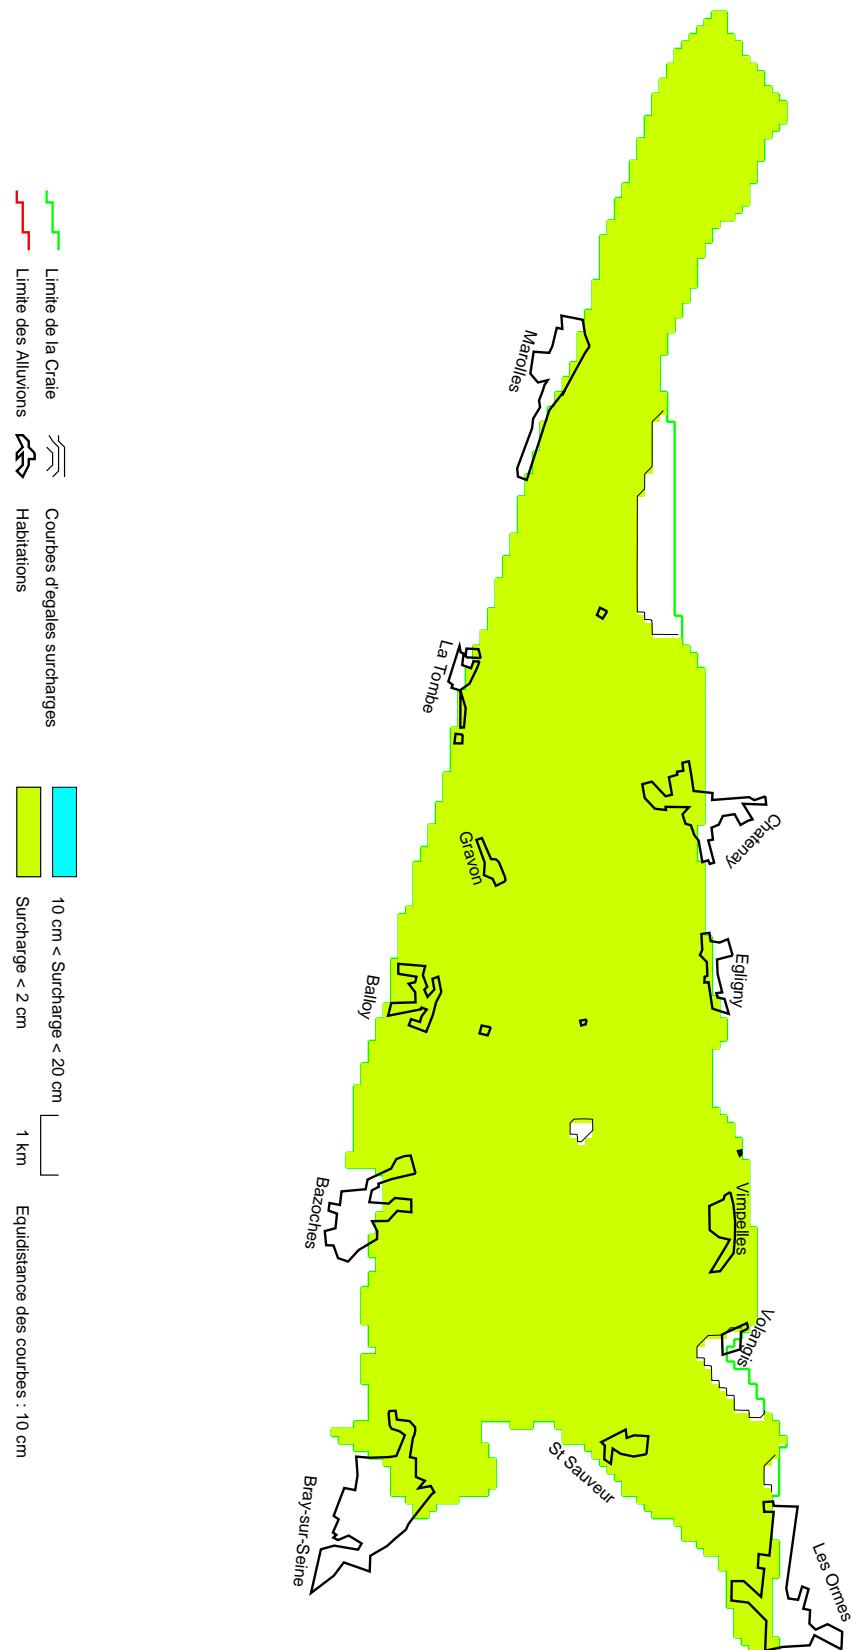 Marolles
La Tombe
Chatenay
Gravon
Egligny
Balloy
Vimpelles
Bazoches
Volangis
St Sauveur
Bray-sur-Seine
Les Ormes
Limite de la Craie
Limite des Alluvions
Courbes d'egales surcharges
Habitations
10 cm < Surcharge < 20 cm
Surcharge < 2 cm
1 km
Equidistance des courbes : 10 cm